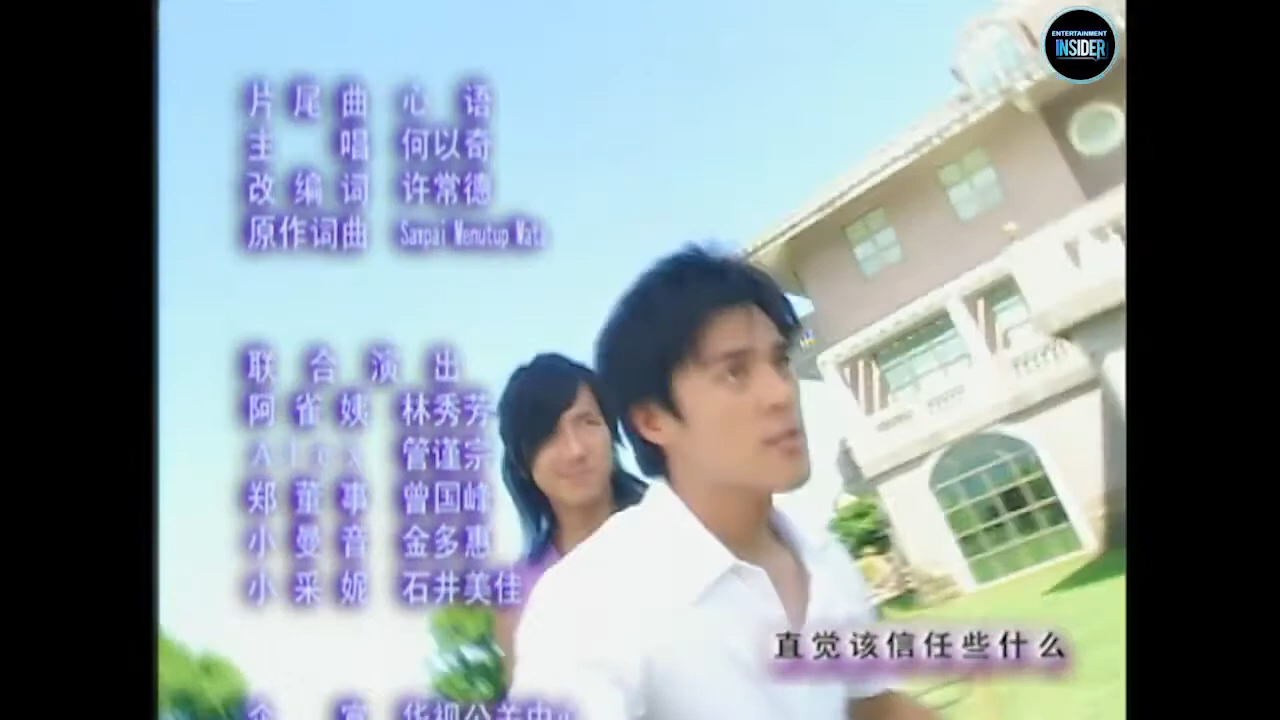 ENTERTAINMENT
INSIDER
片尾曲 心语
主唱 何以奇
改编词 许常德
原作词曲 Sampai Menutup Mata
联合演出
阿雀姨 林秀芳
Alex 管谨宗
郑董事 曾国峰
小曼音 金多惠
小采妮 石井美佳
直觉该信任些什么